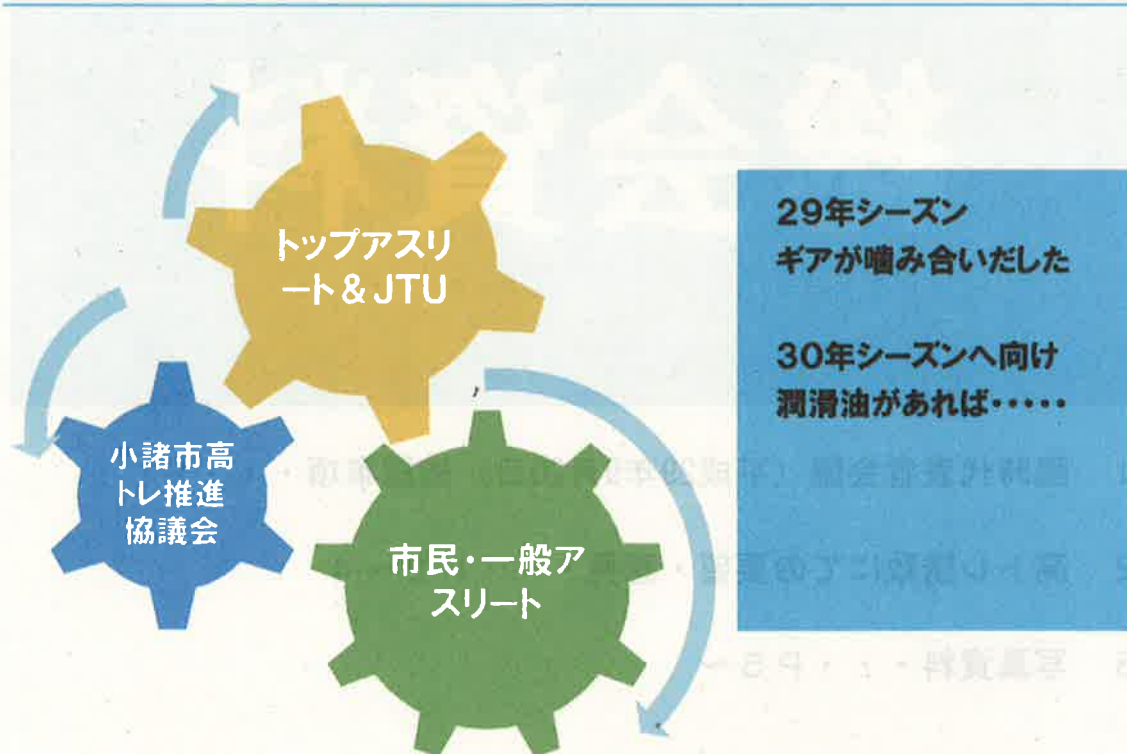 トップアスリ
ート&JTU
小諸市高
トレ推進
協議会
市民・一般ア
スリート
29年シーズン
ギアが噛み合いだした
30年シーズンへ向け
潤滑油があれば・・・・・